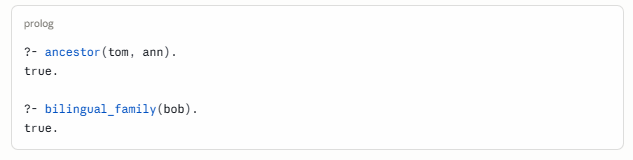 prolog
?- ancestor(tom, ann).
true.
?- bilingual_family(bob).
true.